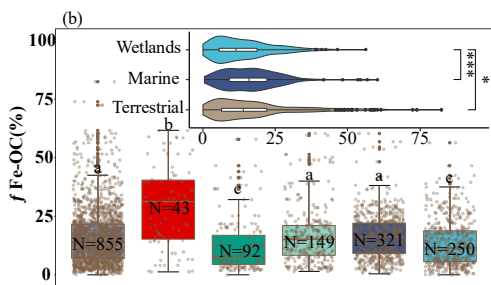 (b)
100
75
50
25
0
ƒ Fe-OC(%)
Wetlands
Marine
Terrestrial
0 25 50 75
***
*
a b c a a c
N=855 N=43 N=92 N=149 N=321 N=250